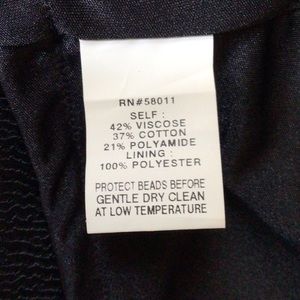 RN#58011
SELF :
42% VISCOSE
37% COTTON
21% POLYAMIDE
LINING :
100% POLYESTER
PROTECT BEADS BEFORE
GENTLE DRY CLEAN
AT LOW TEMPERATURE